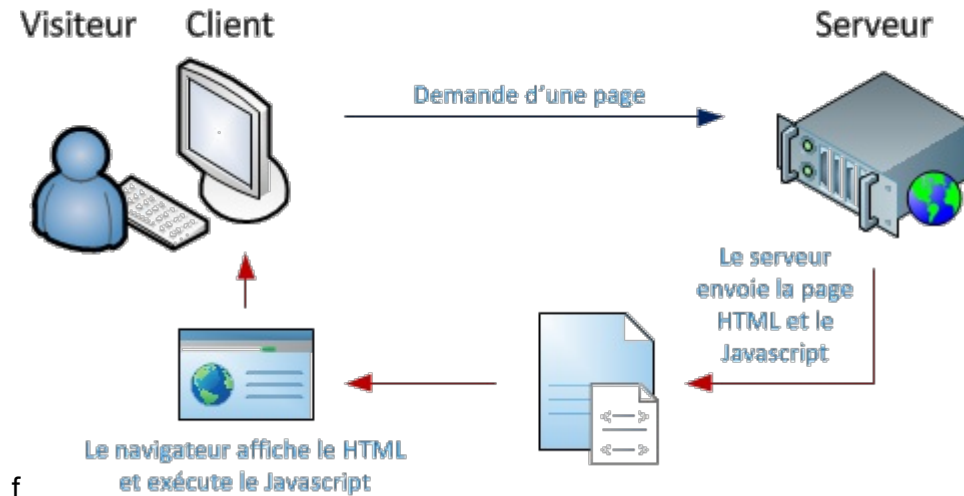 Visiteur Client Serveur
Demande d'une page
Le serveur
envoie la page
HTML et le
Javascript
Le navigateur affiche le HTML
et exécute le Javascript
f